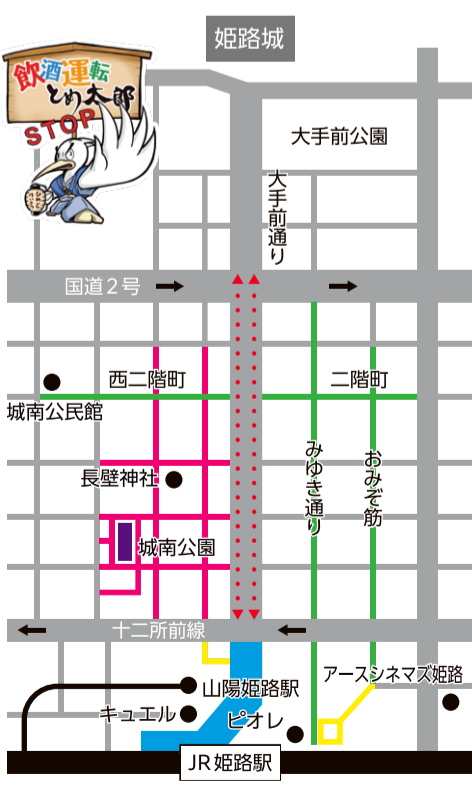 姫路城
飲酒運転
とめ太郎
STOP
大手前公園
大手前通り
国道２号
西二階町
二階町
城南公民館
みゆき通り
おみぞ筋
長壁神社
城南公園
十二所前線
アースシネマズ姫路
山陽姫路駅
キュエル
ピオレ
JR姫路駅